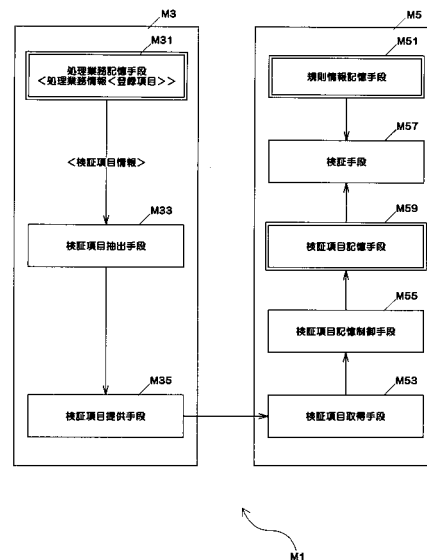 M3
M31
処理業務記憶手段
<処理業務情報<登録項目>>
<検証項目情報>
M33
検証項目抽出手段
M35
検証項目提供手段
M5
M51
規則情報記憶手段
M57
検証手段
M59
検証項目記憶手段
M55
検証項目記憶制御手段
M53
検証項目取得手段
M1